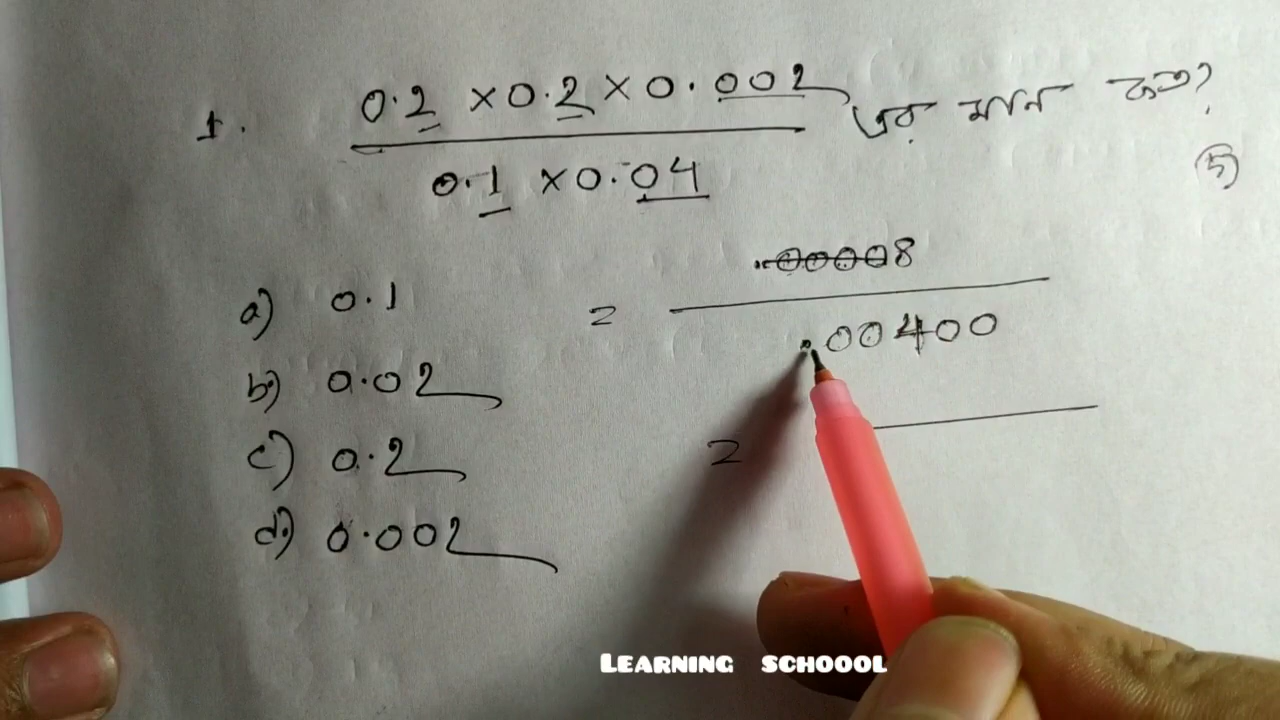 1. 0.2 × 0.2 × 0.002 এর মান কত?
0.1 × 0.04
(5)
a) 0.1
b) 0.02
c) 0.2
d) 0.002
= .00008
.00400
=
LEARNING SCHOOOL